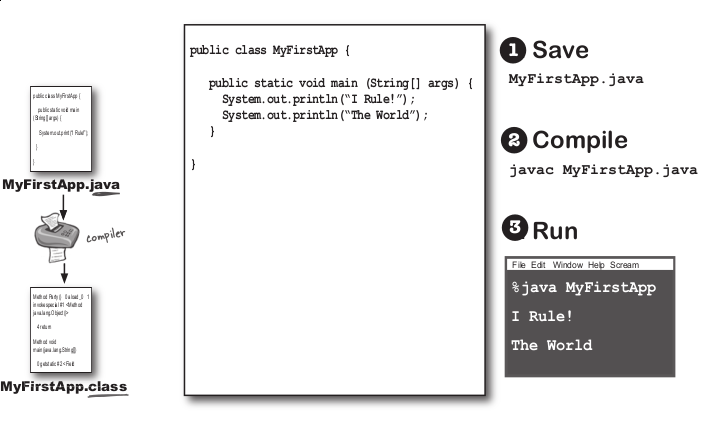 public class MyFirstApp {
public static void main
(String[] args) {
System.out.print("I Rule!");
}
}
MyFirstApp.java
compiler
Method Party() 0 aload_0 1
invokespecial #1 <Method
java.lang.Object()>
4 return
Method void
main(java.lang.String[])
0 getstatic #2 <Field
MyFirstApp.class
public class MyFirstApp {
public static void main (String[] args) {
System.out.println(“I Rule!”);
System.out.println(“The World”);
}
}
1 Save
MyFirstApp.java
2 Compile
javac MyFirstApp.java
3 Run
File Edit Window Help Scream
%java MyFirstApp
I Rule!
The World